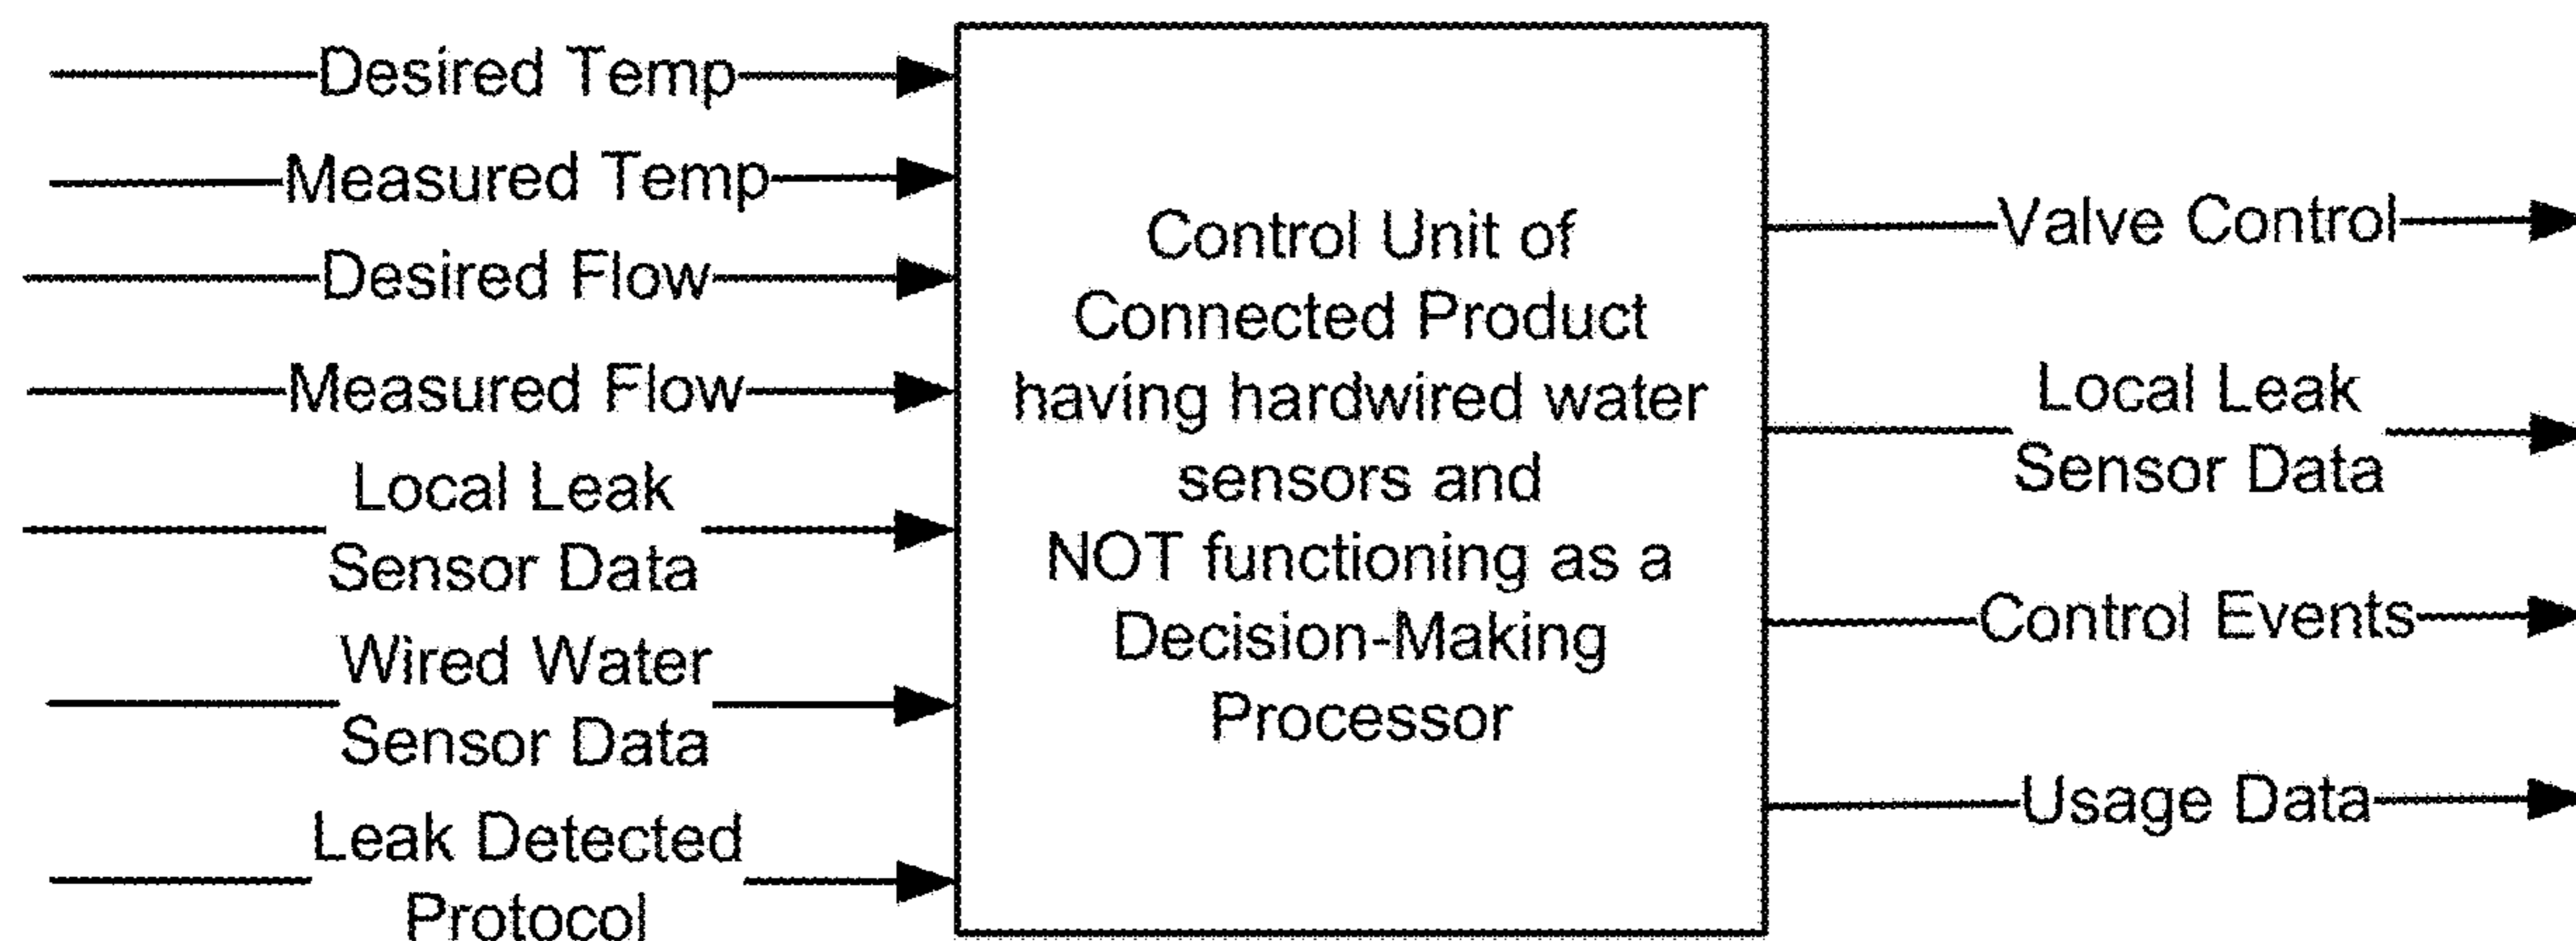 Desired Temp
Measured Temp
Desired Flow
Measured Flow
Local Leak
Sensor Data
Wired Water
Sensor Data
Leak Detected
Protocol
Control Unit of
Connected Product
having hardwired water
sensors and
NOT functioning as a
Decision-Making
Processor
Valve Control
Local Leak
Sensor Data
Control Events
Usage Data